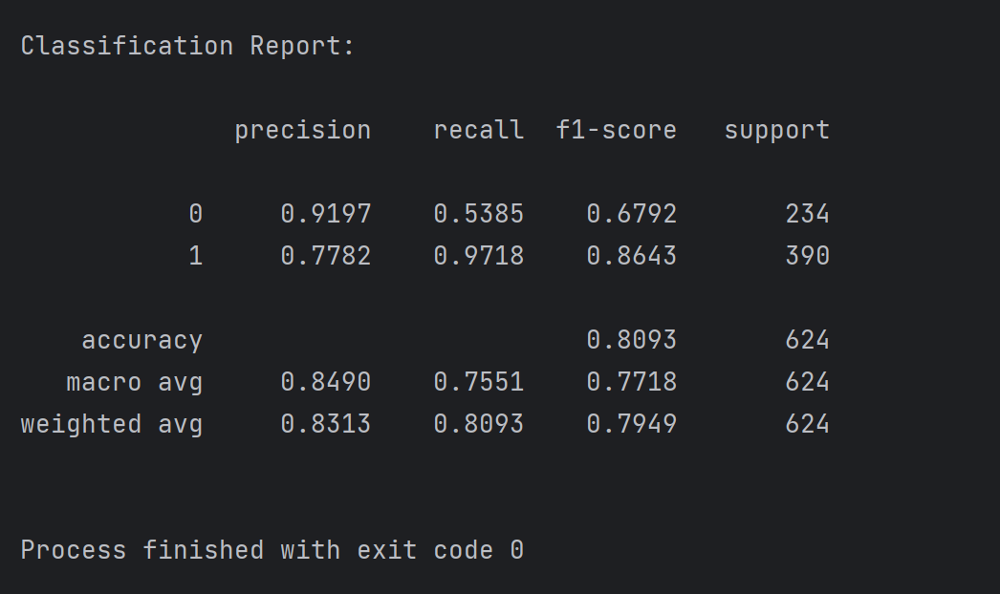 Classification Report:
precision recall f1-score support
0 0.9197 0.5385 0.6792 234
1 0.7782 0.9718 0.8643 390
accuracy 0.8093 624
macro avg 0.8490 0.7551 0.7718 624
weighted avg 0.8313 0.8093 0.7949 624
Process finished with exit code 0